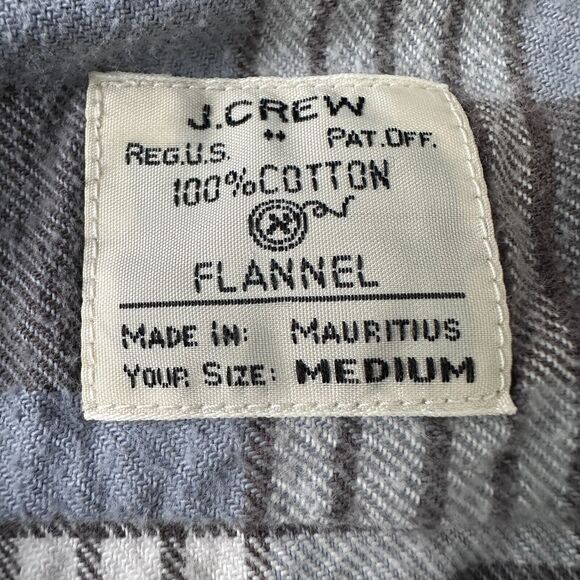 J.CREW
REG.U.S. PAT.OFF.
100% COTTON
FLANNEL
MADE IN: MAURITIUS
YOUR SIZE: MEDIUM